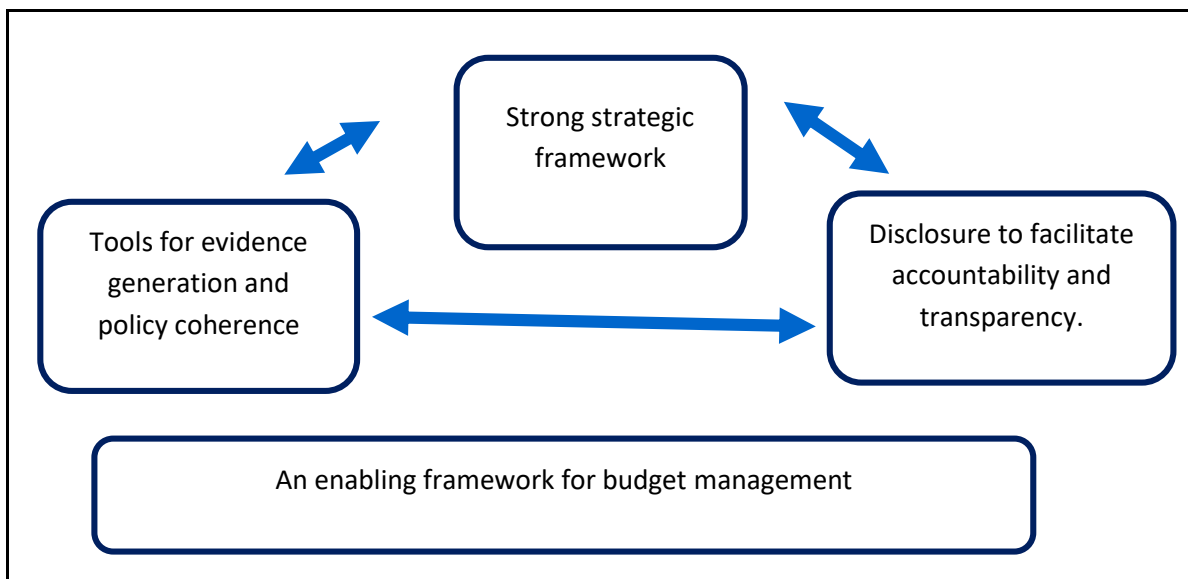 Strong strategic
framework
Tools for evidence
generation and
policy coherence
Disclosure to facilitate
accountability and
transparency.
An enabling framework for budget management